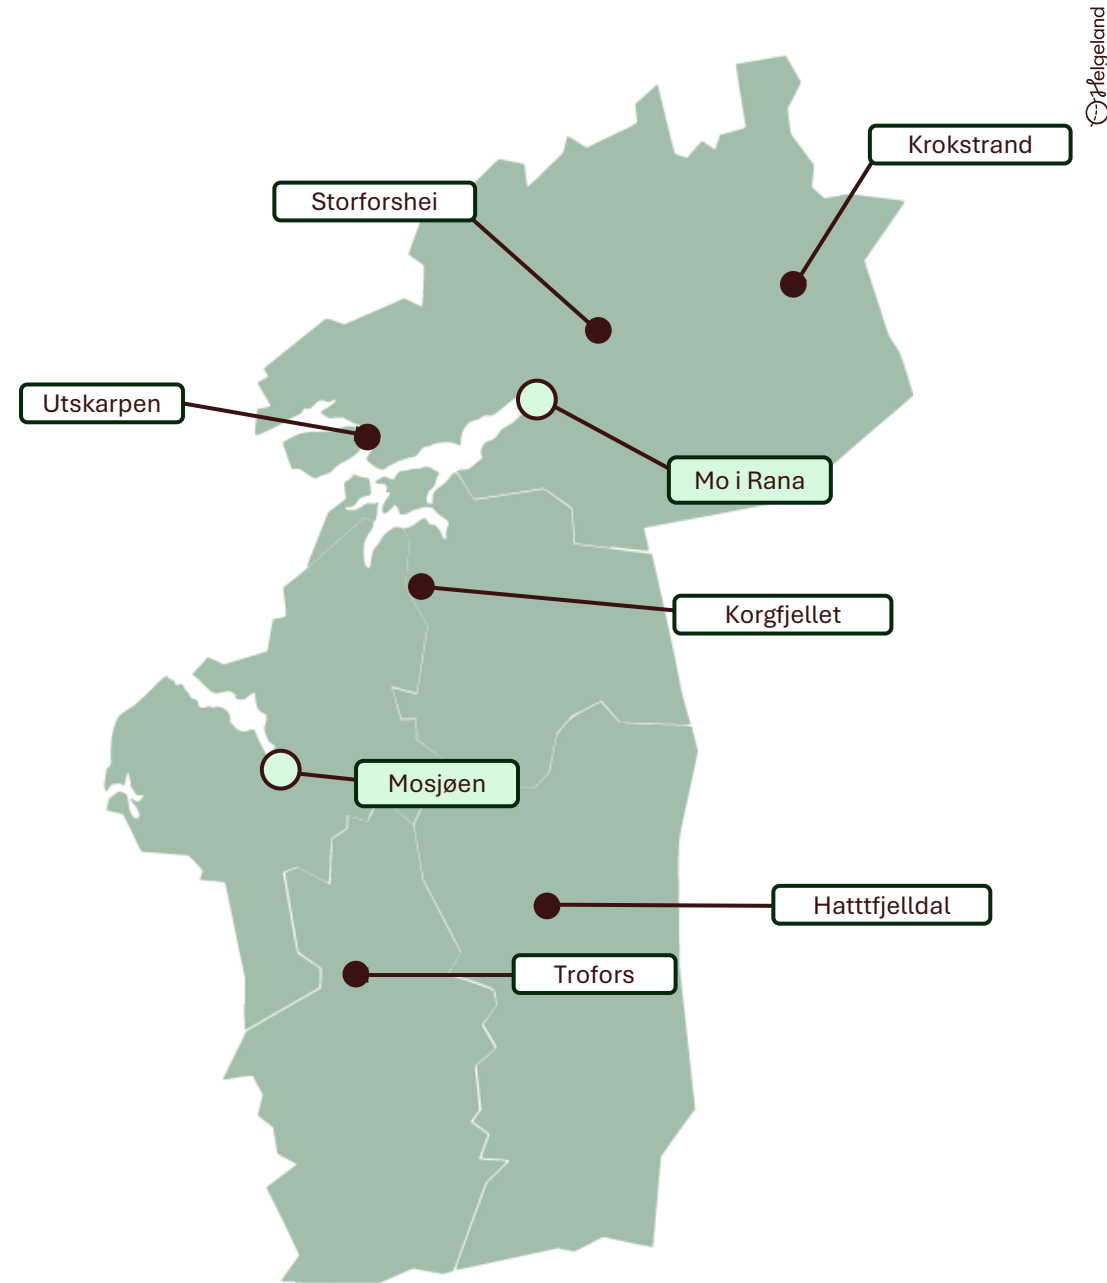 Helgeland
Krokstrand
Storforshei
Utskarpen
Mo i Rana
Korgfjellet
Mosjøen
Hatttfjelldal
Trofors